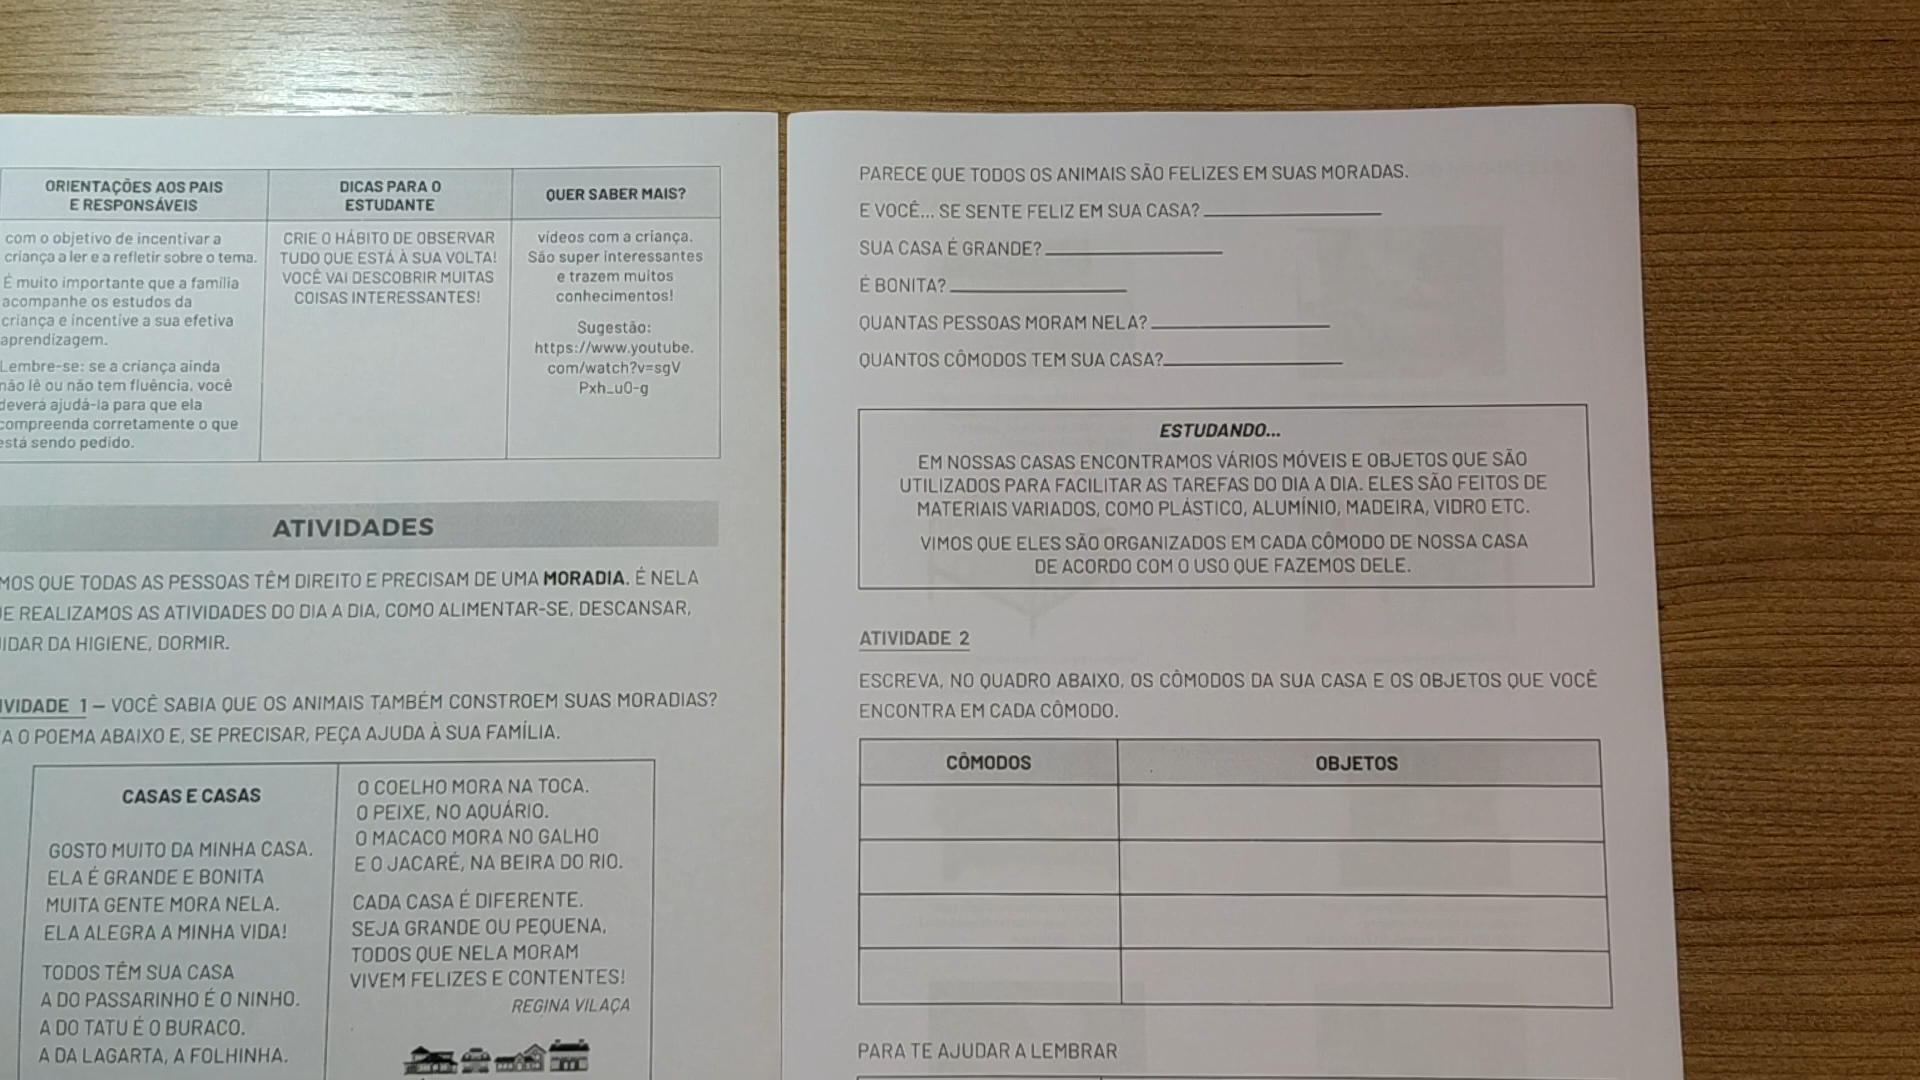 ORIENTAÇÕES AOS PAIS
E RESPONSÁVEIS
com o objetivo de incentivar a
criança a ler e a refletir sobre o tema.
É muito importante que a família
acompanhe os estudos da
criança e incentive a sua efetiva
aprendizagem.
Lembre-se: se a criança ainda
não lê ou não tem fluência, você
deverá ajudá-la para que ela
compreenda corretamente o que
está sendo pedido.
DICAS PARA O
ESTUDANTE
CRIE O HÁBITO DE OBSERVAR
TUDO QUE ESTÁ À SUA VOLTA!
VOCÊ VAI DESCOBRIR MUITAS
COISAS INTERESSANTES!
QUER SABER MAIS?
vídeos com a criança.
São super interessantes
e trazem muitos
conhecimentos!
Sugestão:
https://www.youtube.
com/watch?v=sgV
Pxh_u0-g
ATIVIDADES
MOS QUE TODAS AS PESSOAS TÊM DIREITO E PRECISAM DE UMA MORADIA. É NELA
E REALIZAMOS AS ATIVIDADES DO DIA A DIA, COMO ALIMENTAR-SE, DESCANSAR,
IDAR DA HIGIENE, DORMIR.
IVIDADE 1 – VOCÊ SABIA QUE OS ANIMAIS TAMBÉM CONSTROEM SUAS MORADIAS?
A O POEMA ABAIXO E, SE PRECISAR, PEÇA AJUDA À SUA FAMÍLIA.
CASAS E CASAS
GOSTO MUITO DA MINHA CASA.
ELA É GRANDE E BONITA
MUITA GENTE MORA NELA.
ELA ALEGRA A MINHA VIDA!
TODOS TÊM SUA CASA
A DO PASSARINHO É O NINHO.
A DO TATU É O BURACO.
A DA LAGARTA, A FOLHINHA.
O COELHO MORA NA TOCA.
O PEIXE, NO AQUÁRIO.
O MACACO MORA NO GALHO
E O JACARÉ, NA BEIRA DO RIO.
CADA CASA É DIFERENTE.
SEJA GRANDE OU PEQUENA,
TODOS QUE NELA MORAM
VIVEM FELIZES E CONTENTES!
REGINA VILAÇA
PARECE QUE TODOS OS ANIMAIS SÃO FELIZES EM SUAS MORADAS.
E VOCÊ... SE SENTE FELIZ EM SUA CASA?
SUA CASA É GRANDE?
É BONITA?
QUANTAS PESSOAS MORAM NELA?
QUANTOS CÔMODOS TEM SUA CASA?
ESTUDANDO...
EM NOSSAS CASAS ENCONTRAMOS VÁRIOS MÓVEIS E OBJETOS QUE SÃO
UTILIZADOS PARA FACILITAR AS TAREFAS DO DIA A DIA. ELES SÃO FEITOS DE
MATERIAIS VARIADOS, COMO PLÁSTICO, ALUMÍNIO, MADEIRA, VIDRO ETC.
VIMOS QUE ELES SÃO ORGANIZADOS EM CADA CÔMODO DE NOSSA CASA
DE ACORDO COM O USO QUE FAZEMOS DELE.
ATIVIDADE 2
ESCREVA, NO QUADRO ABAIXO, OS CÔMODOS DA SUA CASA E OS OBJETOS QUE VOCÊ
ENCONTRA EM CADA CÔMODO.
CÔMODOS
OBJETOS
PARA TE AJUDAR A LEMBRAR